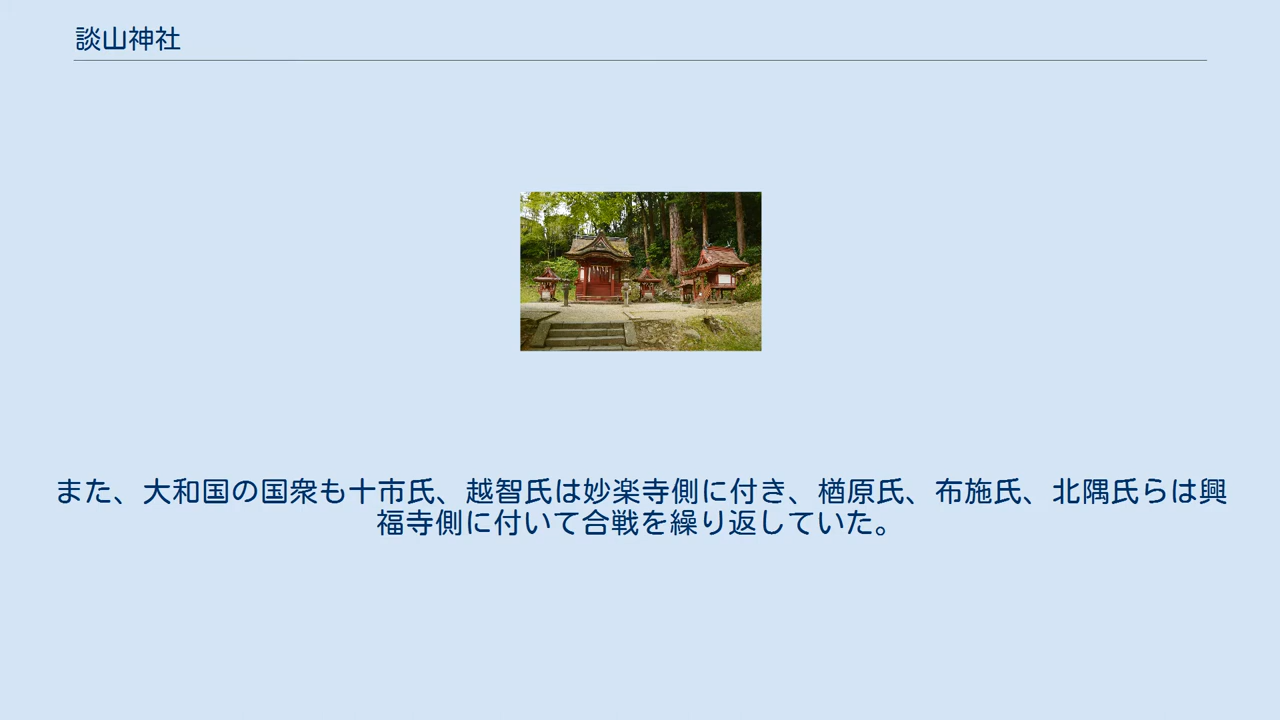 談山神社
また、大和国の国衆も十市氏、越智氏は妙楽寺側に付き、楢原氏、布施氏、北隅氏らは興
福寺側に付いて合戦を繰り返していた。